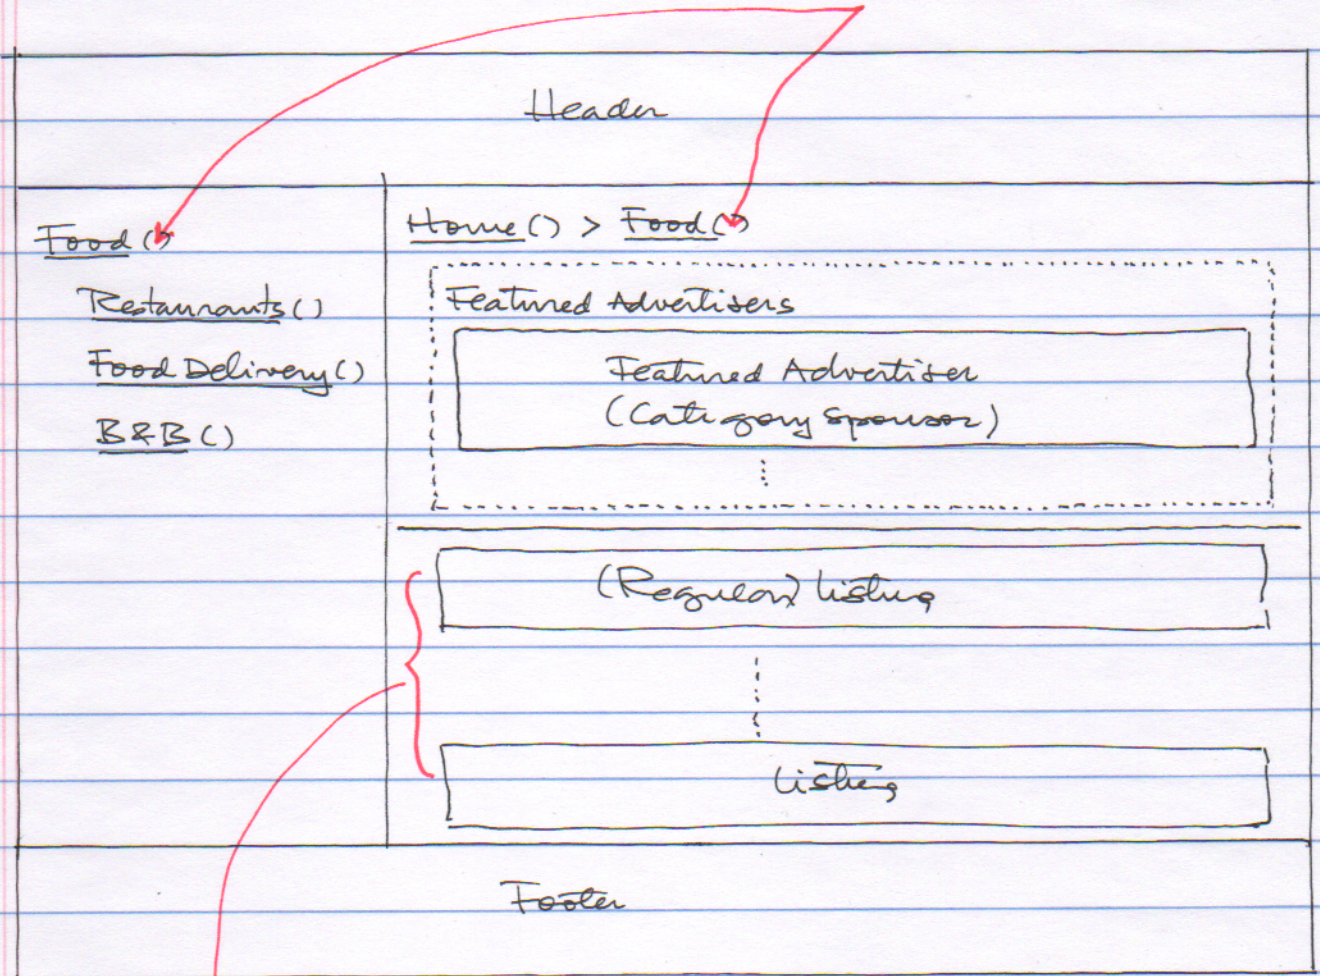 Header
Food ()
Restaurants ()
Food Delivery ()
B&B ()
Home () > Food ()
Featured Advertisers
Featured Advertiser
(Category Sponsor)
(Regular) Listing
Listing
Footer